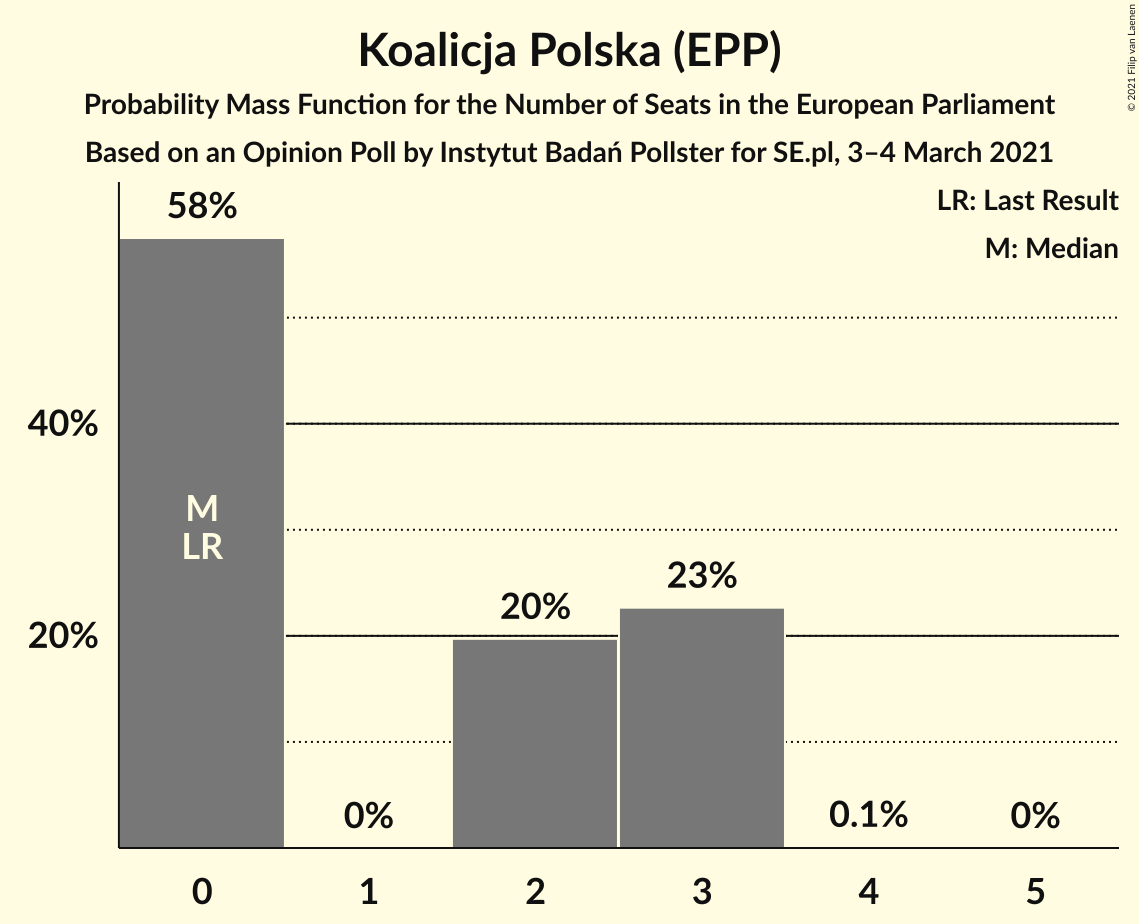 Koalicja Polska (EPP)
Probability Mass Function for the Number of Seats in the European Parliament
Based on an Opinion Poll by Instytut Badań Pollster for SE.pl, 3–4 March 2021
© 2021 Filip van Laenen
LR: Last Result
M: Median
58%
40%
20%
M
LR
0%
20%
23%
0.1%
0%
0 1 2 3 4 5